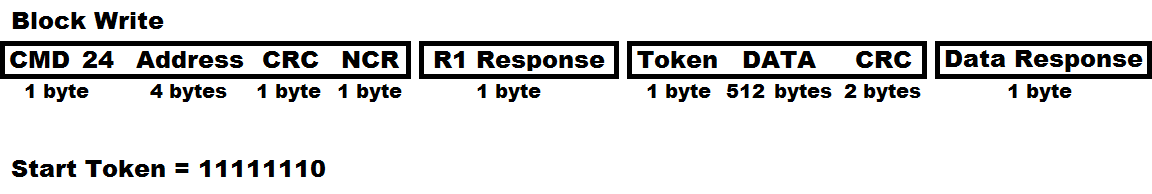 Block Write
CMD 24 Address CRC NCR R1 Response Token DATA CRC Data Response
1 byte 4 bytes 1 byte 1 byte 1 byte 1 byte 512 bytes 2 bytes 1 byte
Start Token = 11111110